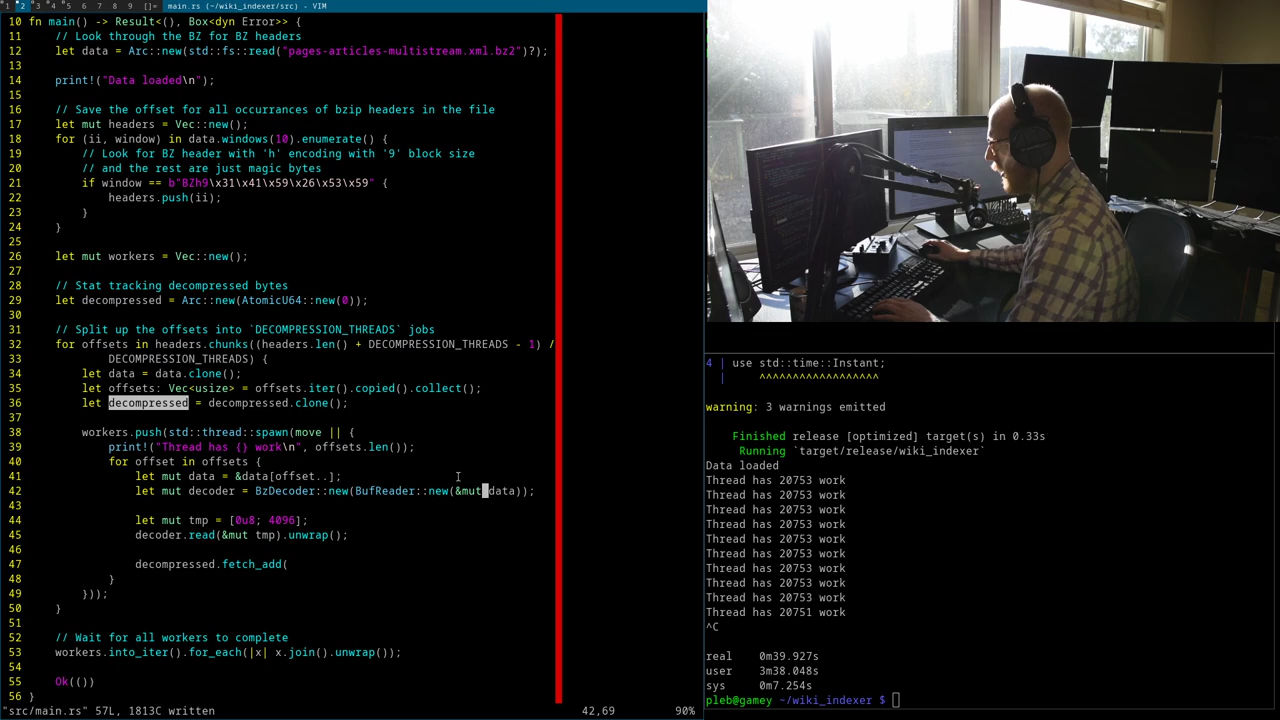 1 2 3 4 5 6 7 8 9 []= main.rs (~/wiki_indexer/src) - VIM
10 fn main() -> Result<(), Box<dyn Error>> {
11     // Look through the BZ for BZ headers
12     let data = Arc::new(std::fs::read("pages-articles-multistream.xml.bz2")?);
13
14     print!("Data loaded\n");
15
16     // Save the offset for all occurrances of bzip headers in the file
17     let mut headers = Vec::new();
18     for (ii, window) in data.windows(10).enumerate() {
19         // Look for BZ header with 'h' encoding with '9' block size
20         // and the rest are just magic bytes
21         if window == b"BZh9\x31\x41\x59\x26\x53\x59" {
22             headers.push(ii);
23         }
24     }
25
26     let mut workers = Vec::new();
27
28     // Stat tracking decompressed bytes
29     let decompressed = Arc::new(AtomicU64::new(0));
30
31     // Split up the offsets into `DECOMPRESSION_THREADS` jobs
32     for offsets in headers.chunks((headers.len() + DECOMPRESSION_THREADS - 1) /
33             DECOMPRESSION_THREADS) {
34         let data = data.clone();
35         let offsets: Vec<usize> = offsets.iter().copied().collect();
36         let decompressed = decompressed.clone();
37
38         workers.push(std::thread::spawn(move || {
39             print!("Thread has {} work\n", offsets.len());
40             for offset in offsets {
41                 let mut data = &data[offset..];
42                 let mut decoder = BzDecoder::new(BufReader::new(&mut data));
43
44                 let mut tmp = [0u8; 4096];
45                 decoder.read(&mut tmp).unwrap();
46
47                 decompressed.fetch_add(
48             }
49         }));
50     }
51
52     // Wait for all workers to complete
53     workers.into_iter().for_each(|x| x.join().unwrap());
54
55     Ok(())
56 }
"src/main.rs" 57L, 1813C written 42,69 90%
4 | use std::time::Instant;
  |     ^^^^^^^^^^^^^^^^^^
warning: 3 warnings emitted
    Finished release [optimized] target(s) in 0.33s
     Running `target/release/wiki_indexer`
Data loaded
Thread has 20753 work
Thread has 20753 work
Thread has 20753 work
Thread has 20753 work
Thread has 20753 work
Thread has 20753 work
Thread has 20753 work
Thread has 20753 work
Thread has 20753 work
Thread has 20751 work
^C
real    0m39.927s
user    3m38.048s
sys     0m7.254s
pleb@gamey ~/wiki_indexer $